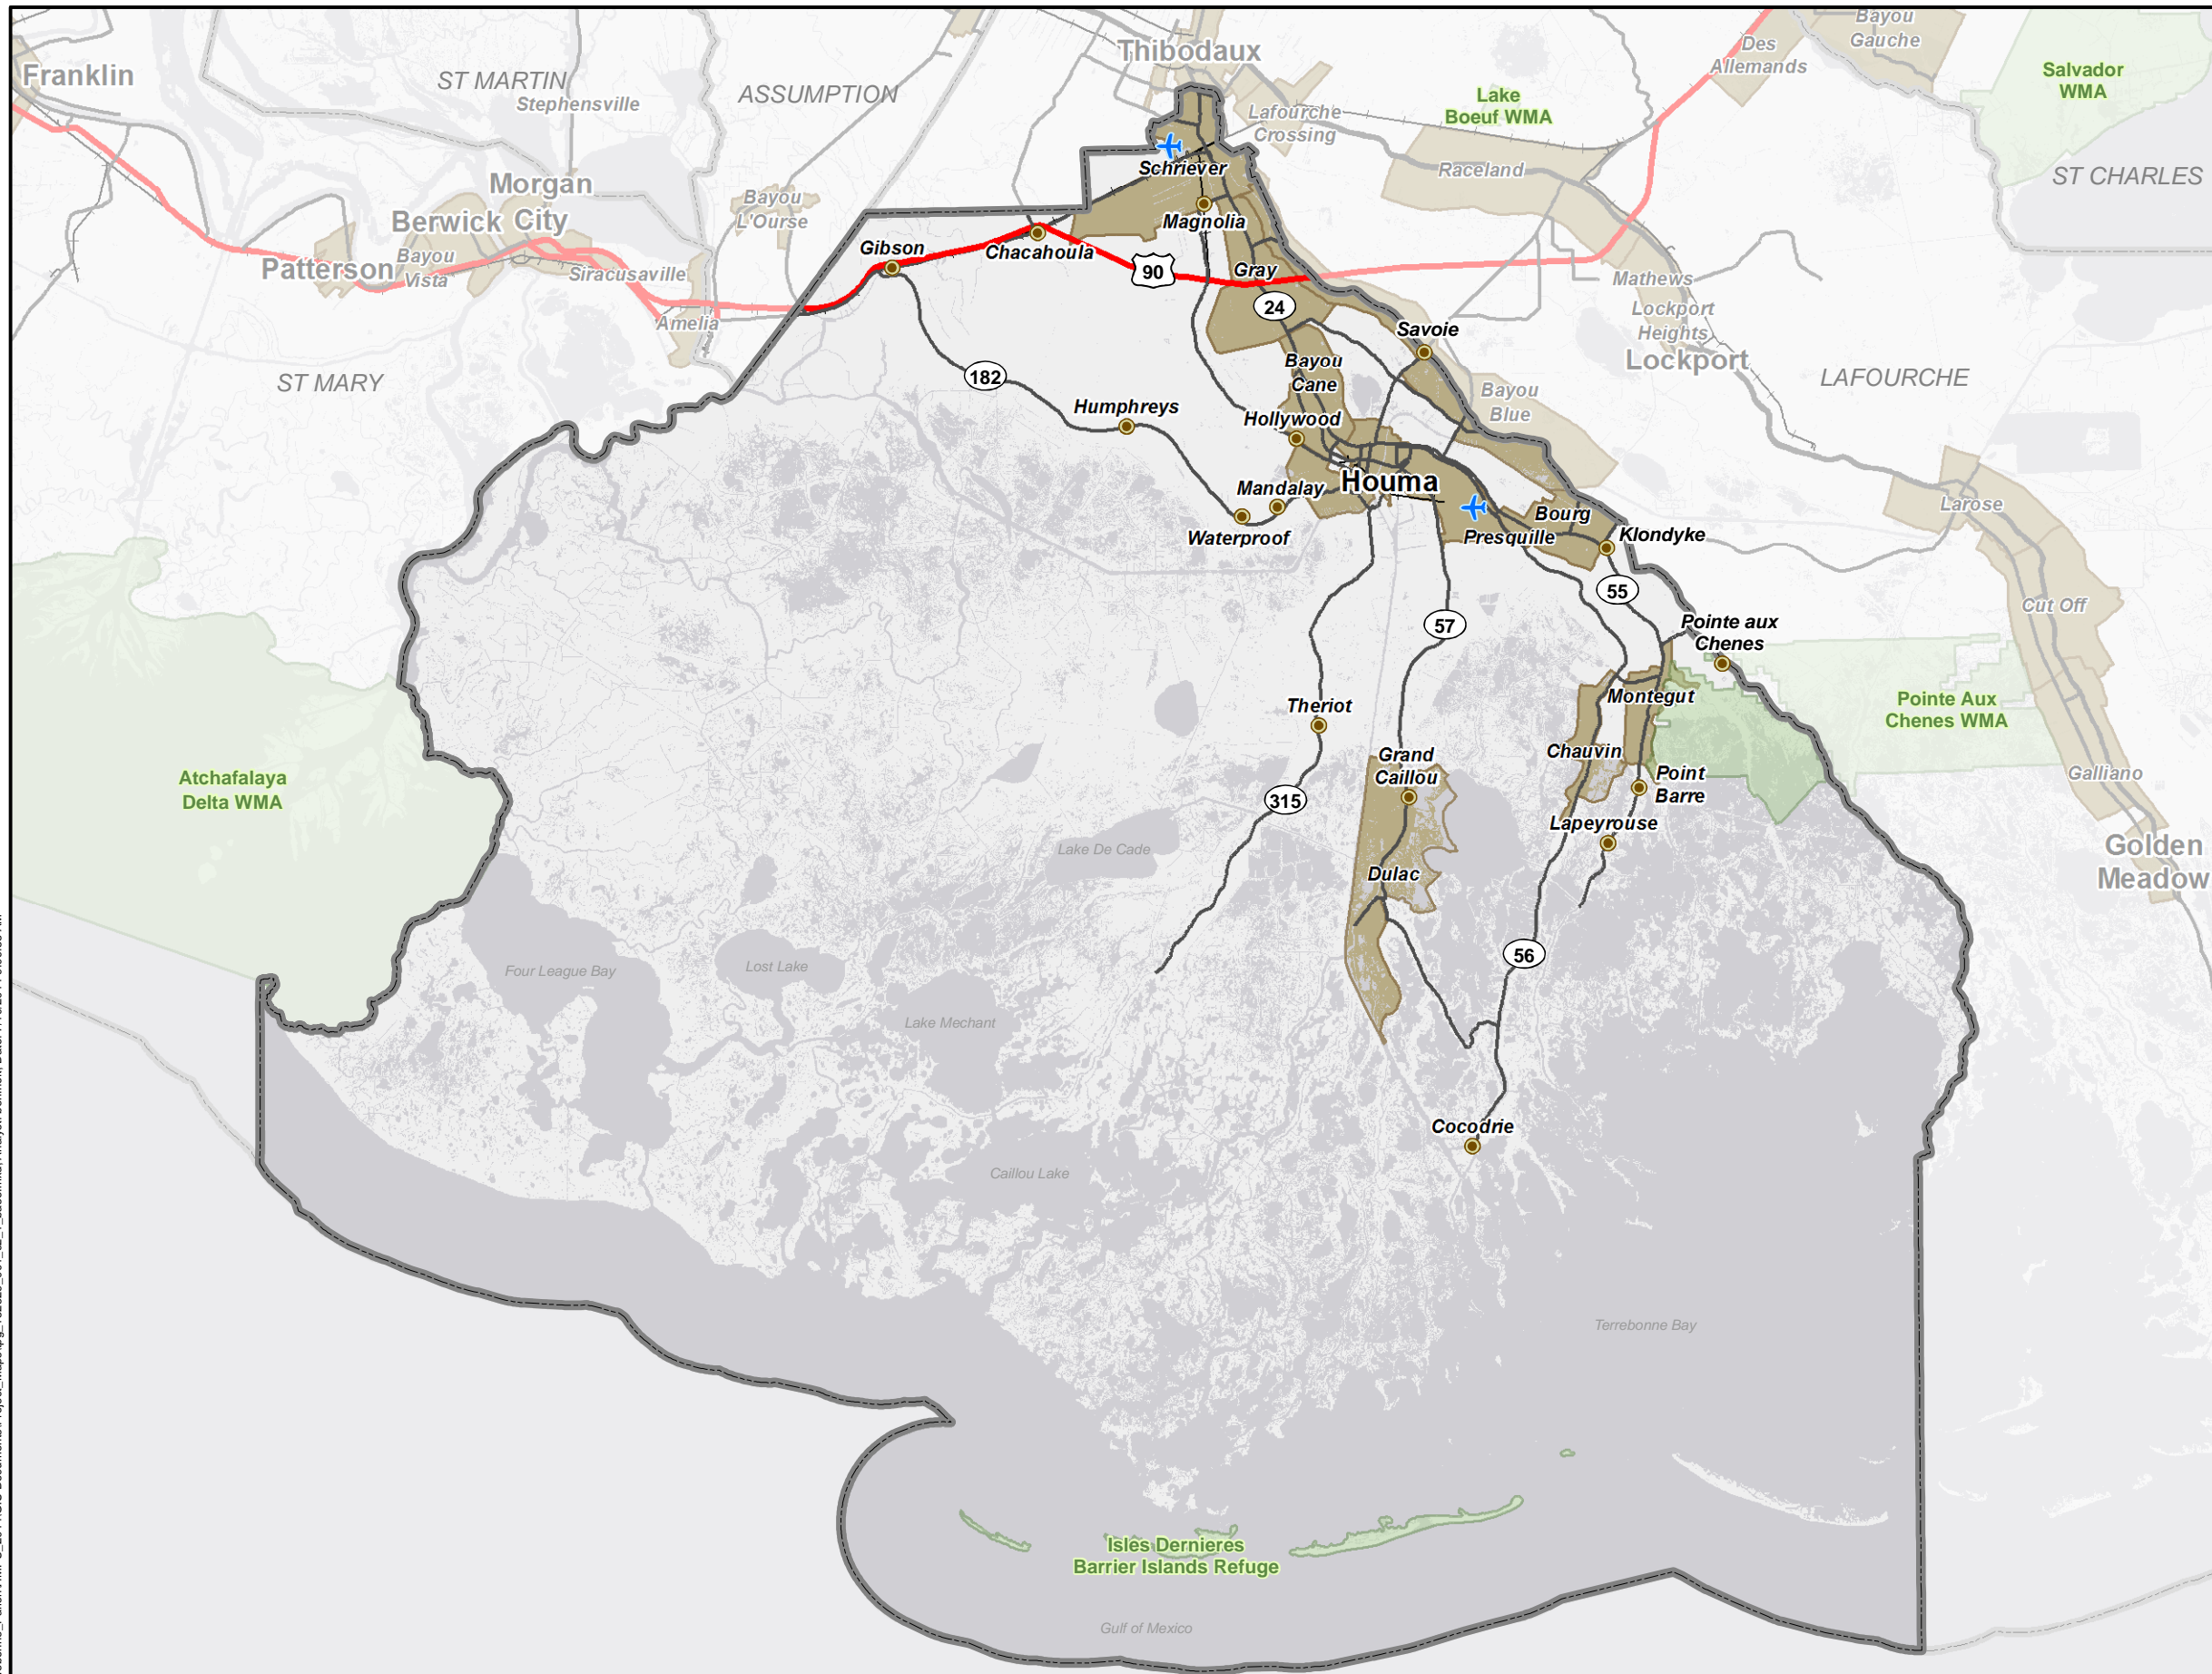 Franklin
ST MARTIN
Stephensville
ASSUMPTION
Thibodaux
Lafourche
Crossing
Lake
Boeuf WMA
Des
Allemands
Bayou
Gauche
Salvador
WMA
ST CHARLES
Raceland
Schriever
Magnolia
Morgan
City
Berwick
Bayou
L'Ourse
Patterson
Bayou
Vista
Siracusaville
Amelia
Gibson
Chacahoula
90
Gray
24
Mathews
Lockport
Heights
Lockport
LAFOURCHE
ST MARY
182
Savoie
Bayou
Cane
Bayou
Blue
Humphreys
Hollywood
Houma
Mandalay
Waterproof
Bourg
Presquille
Klondyke
Larose
55
Cut Off
57
Pointe aux
Chenes
Montegut
Pointe Aux
Chenes WMA
Theriot
Chauvin
Grand
Caillou
Point
Barre
Galliano
Atchafalaya
Delta WMA
315
Lapeyrouse
Golden
Meadow
Lake De Cade
Dulac
56
Four League Bay
Lost Lake
Lake Mechant
Cocodrie
Caillou Lake
Terrebonne Bay
Isles Dernieres
Barrier Islands Refuge
Gulf of Mexico